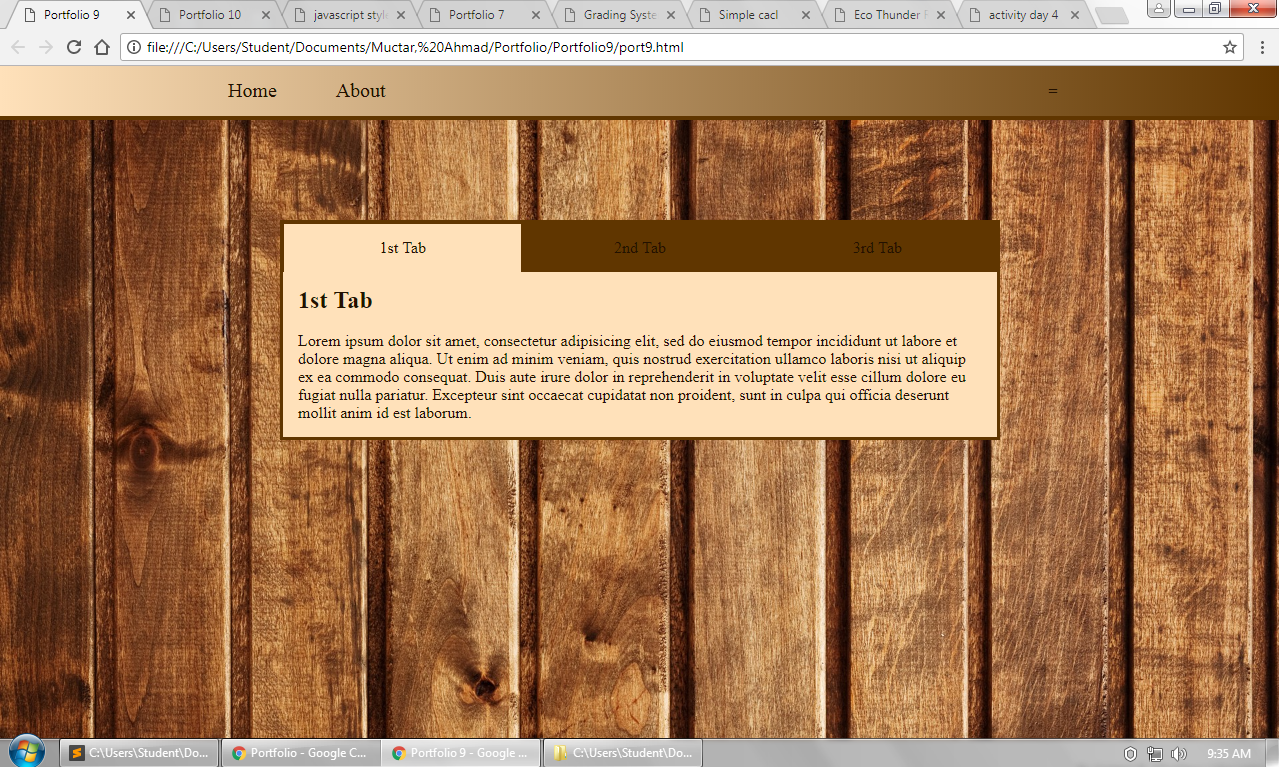 Portfolio 9
Portfolio 10
javascript styl
Portfolio 7
Grading Syste
Simple cacl
Eco Thunder
activity day 4
file:///C:/Users/Student/Documents/Muctar,%20Ahmad/Portfolio/Portfolio9/port9.html
Home About =
1st Tab 2nd Tab 3rd Tab
1st Tab
Lorem ipsum dolor sit amet, consectetur adipisicing elit, sed do eiusmod tempor incididunt ut labore et
dolore magna aliqua. Ut enim ad minim veniam, quis nostrud exercitation ullamco laboris nisi ut aliquip
ex ea commodo consequat. Duis aute irure dolor in reprehenderit in voluptate velit esse cillum dolore eu
fugiat nulla pariatur. Excepteur sint occaecat cupidatat non proident, sunt in culpa qui officia deserunt
mollit anim id est laborum.
C:\Users\Student\Do...
Portfolio - Google C...
Portfolio 9 - Google ...
C:\Users\Student\Do...
9:35 AM